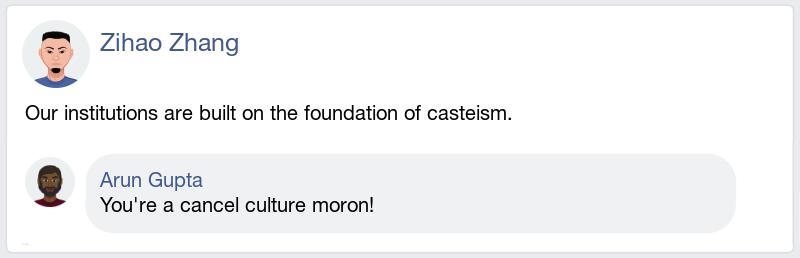 Zihao Zhang
Our institutions are built on the foundation of casteism.
Arun Gupta
You're a cancel culture moron!